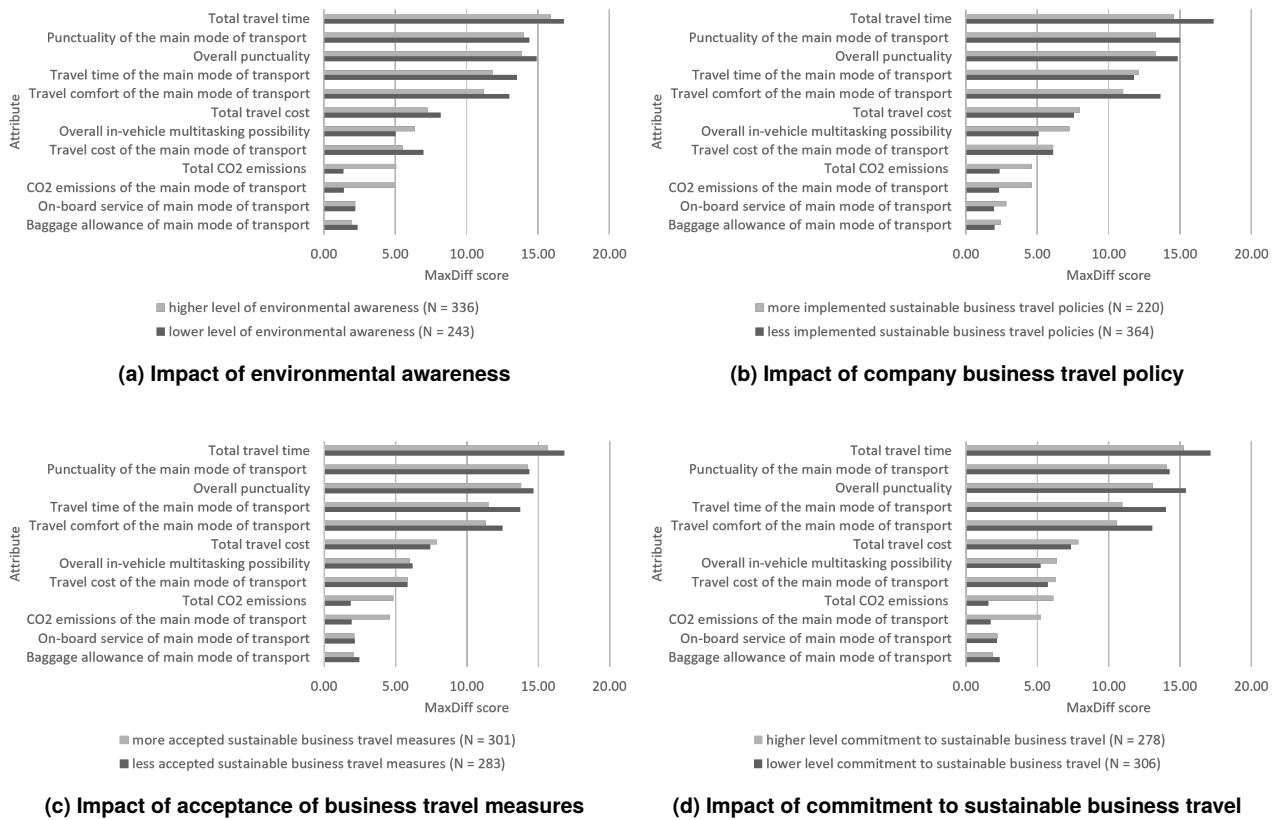 Attribute
Total travel time
Punctuality of the main mode of transport
Overall punctuality
Travel time of the main mode of transport
Travel comfort of the main mode of transport
Total travel cost
Overall in-vehicle multitasking possibility
Travel cost of the main mode of transport
Total CO2 emissions
CO2 emissions of the main mode of transport
On-board service of main mode of transport
Baggage allowance of main mode of transport
0.00 5.00 10.00 15.00 20.00
MaxDiff score
higher level of environmental awareness (N = 336)
lower level of environmental awareness (N = 243)
(a) Impact of environmental awareness
Attribute
Total travel time
Punctuality of the main mode of transport
Overall punctuality
Travel time of the main mode of transport
Travel comfort of the main mode of transport
Total travel cost
Overall in-vehicle multitasking possibility
Travel cost of the main mode of transport
Total CO2 emissions
CO2 emissions of the main mode of transport
On-board service of main mode of transport
Baggage allowance of main mode of transport
0.00 5.00 10.00 15.00 20.00
MaxDiff score
more implemented sustainable business travel policies (N = 220)
less implemented sustainable business travel policies (N = 364)
(b) Impact of company business travel policy
Attribute
Total travel time
Punctuality of the main mode of transport
Overall punctuality
Travel time of the main mode of transport
Travel comfort of the main mode of transport
Total travel cost
Overall in-vehicle multitasking possibility
Travel cost of the main mode of transport
Total CO2 emissions
CO2 emissions of the main mode of transport
On-board service of main mode of transport
Baggage allowance of main mode of transport
0.00 5.00 10.00 15.00 20.00
MaxDiff score
more accepted sustainable business travel measures (N = 301)
less accepted sustainable business travel measures (N = 283)
(c) Impact of acceptance of business travel measures
Attribute
Total travel time
Punctuality of the main mode of transport
Overall punctuality
Travel time of the main mode of transport
Travel comfort of the main mode of transport
Total travel cost
Overall in-vehicle multitasking possibility
Travel cost of the main mode of transport
Total CO2 emissions
CO2 emissions of the main mode of transport
On-board service of main mode of transport
Baggage allowance of main mode of transport
0.00 5.00 10.00 15.00 20.00
MaxDiff score
higher level commitment to sustainable business travel (N = 278)
lower level commitment to sustainable business travel (N = 306)
(d) Impact of commitment to sustainable business travel